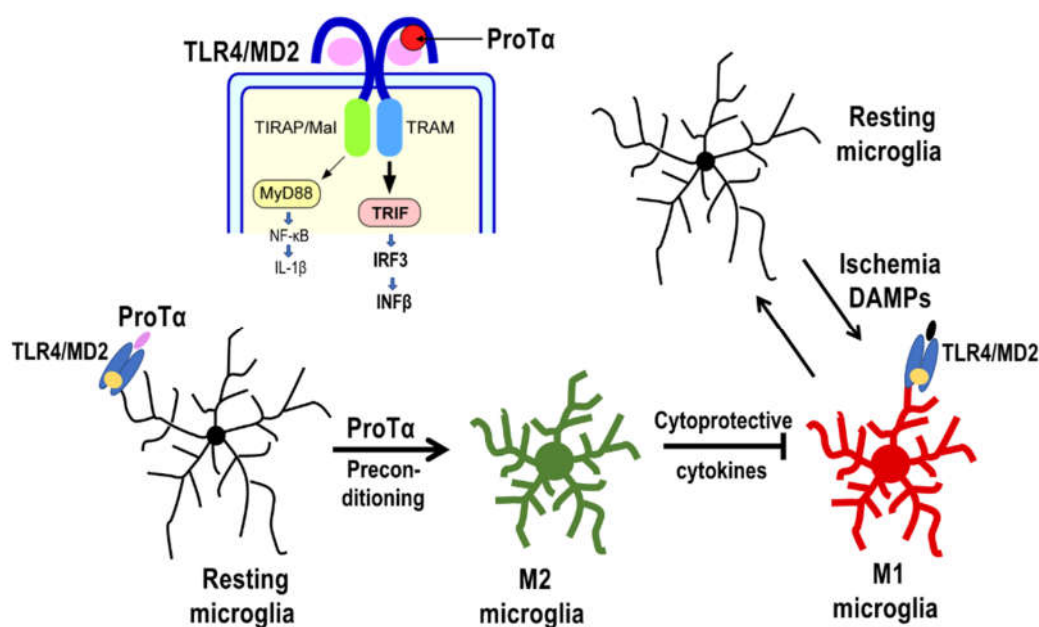 TLR4/MD2
ProTα
TIRAP/Mal
TRAM
MyD88
TRIF
NF-κB
IRF3
IL-1β
INFβ
Resting
microglia
Ischemia
DAMPs
TLR4/MD2
ProTα
TLR4/MD2
ProTα
Precon-
ditioning
Cytoprotective
cytokines
Resting
microglia
M2
microglia
M1
microglia